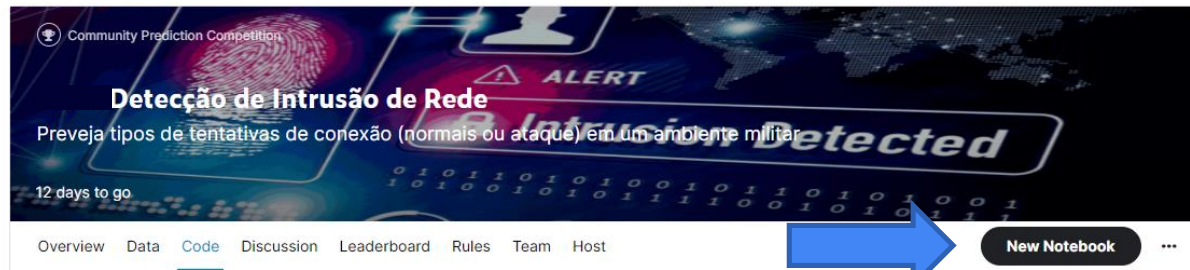 Community Prediction Competition
ALERT
Detecção de Intrusão de Rede
Preveja tipos de tentativas de conexão (normais ou ataque) em um ambiente militar
Intrusion Detected
12 days to go
Overview Data Code Discussion Leaderboard Rules Team Host New Notebook ...